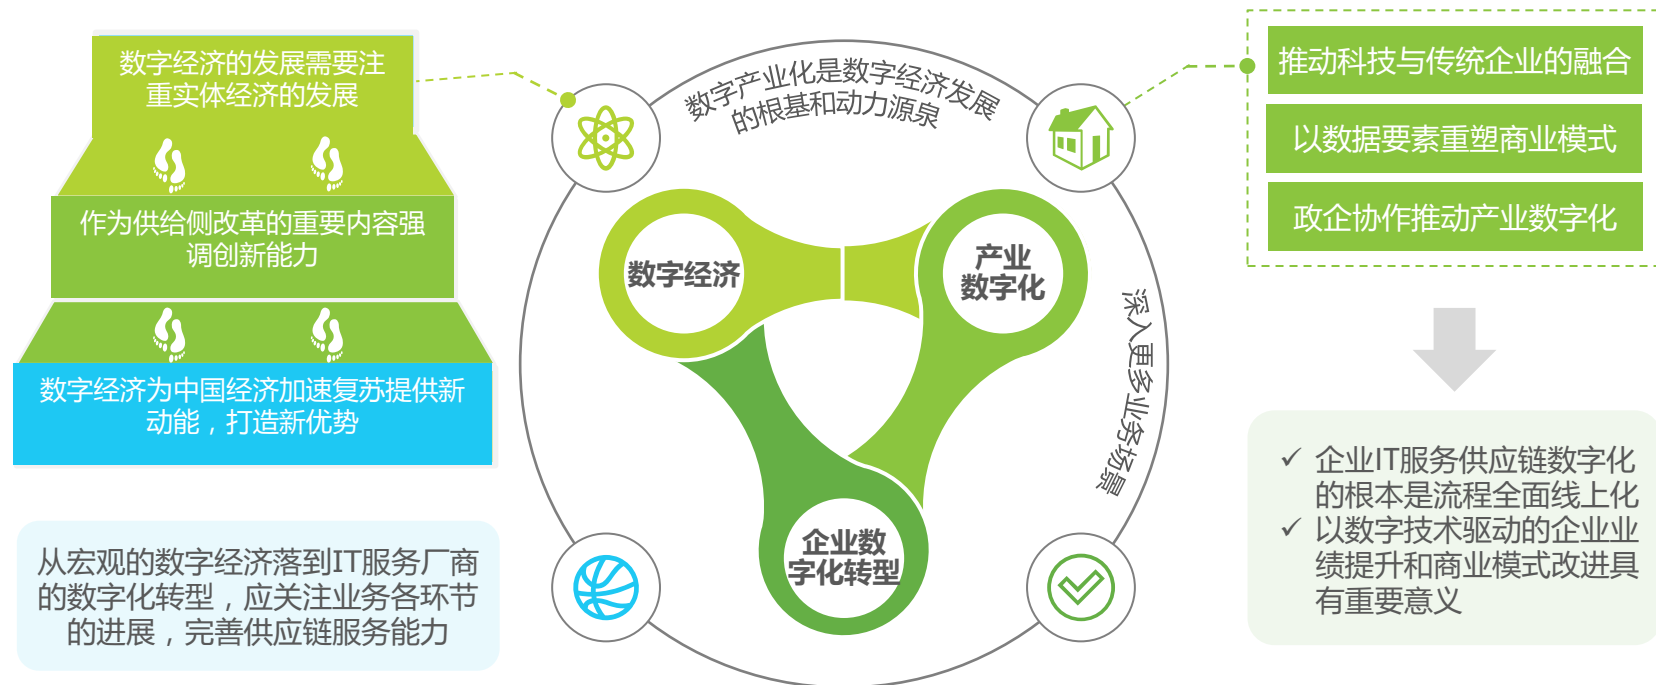 数字经济的发展需要注
重实体经济的发展
作为供给侧改革的重要内容强
调创新能力
数字经济为中国经济加速复苏提供新
动能，打造新优势
从宏观的数字经济落到IT服务厂商
的数字化转型，应关注业务各环节
的进展，完善供应链服务能力
数字产业化是数字经济发展
的根基和动力源泉
数字经济
产业
数字化
企业数
字化转型
深入更多业务场景
推动科技与传统企业的融合
以数据要素重塑商业模式
政企协作推动产业数字化
✓ 企业IT服务供应链数字化
的根本是流程全面线上化
✓ 以数字技术驱动的企业业
绩提升和商业模式改进具
有重要意义